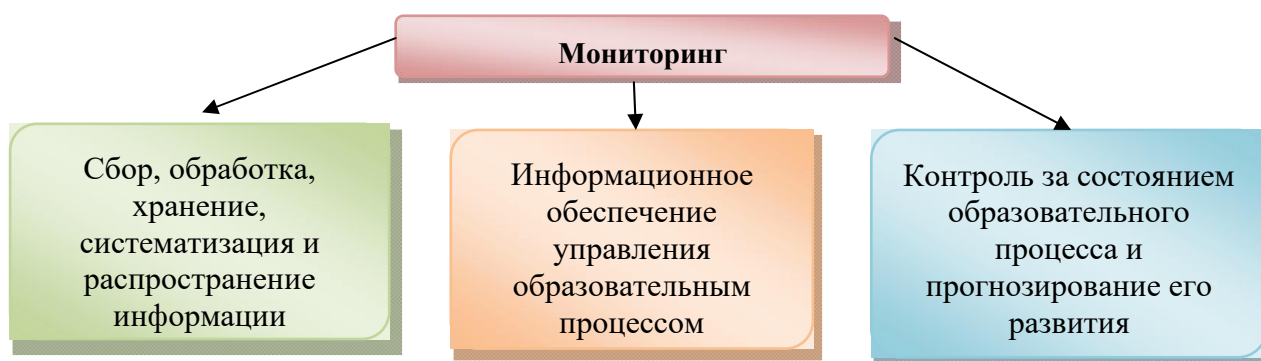 Мониторинг
Сбор, обработка,
хранение,
систематизация и
распространение
информации
Информационное
обеспечение
управления
образовательным
процессом
Контроль за состоянием
образовательного
процесса и
прогнозирование его
развития